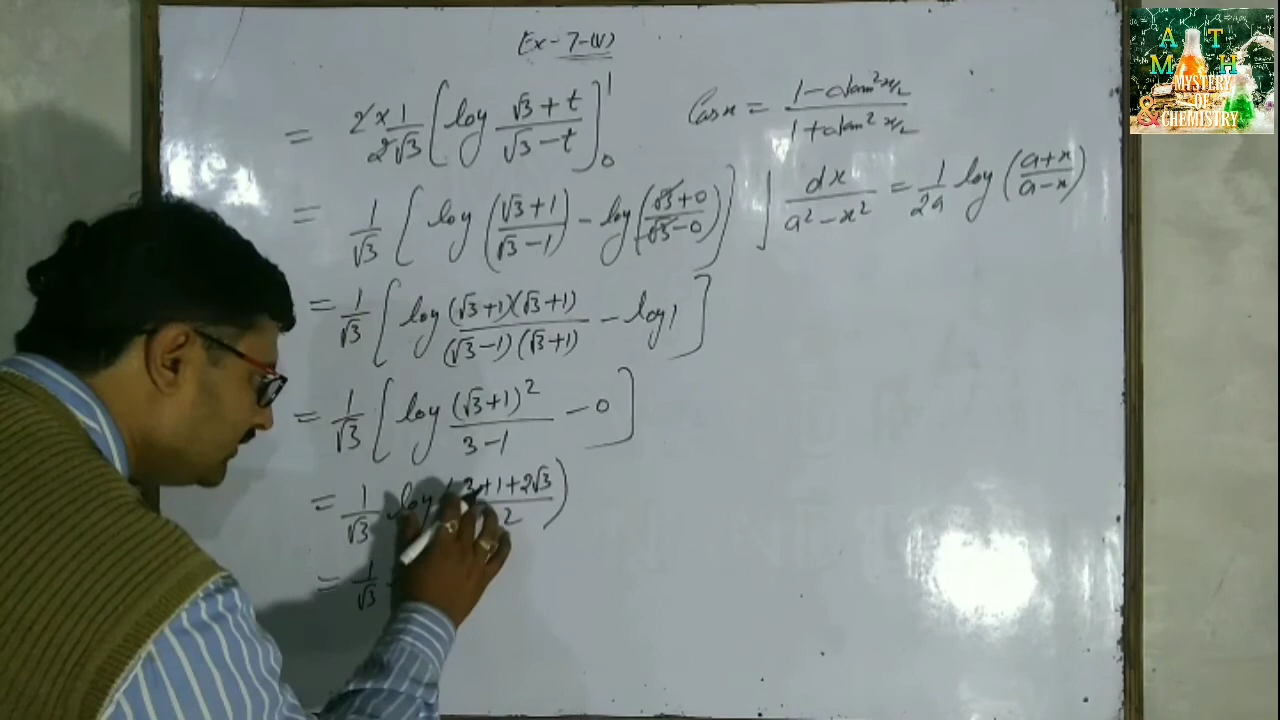 Ex-7-(v)
= 2 x 1/2√3 [log √3+t/√3-t]₀¹
Cos x = 1-tan² x/2 / 1+tan² x/2
= 1/√3 [log (√3+1/√3-1) - log (√3+0/√3-0)]
∫ dx/a²-x² = 1/2a log (a+x/a-x)
= 1/√3 [log (√3+1)(√3+1)/(√3-1)(√3+1) - log 1]
= 1/√3 [log (√3+1)²/3-1 - 0]
= 1/√3 log (3+1+2√3/2)
= 1/√3
MATH
& MYSTERY
OF
CHEMISTRY